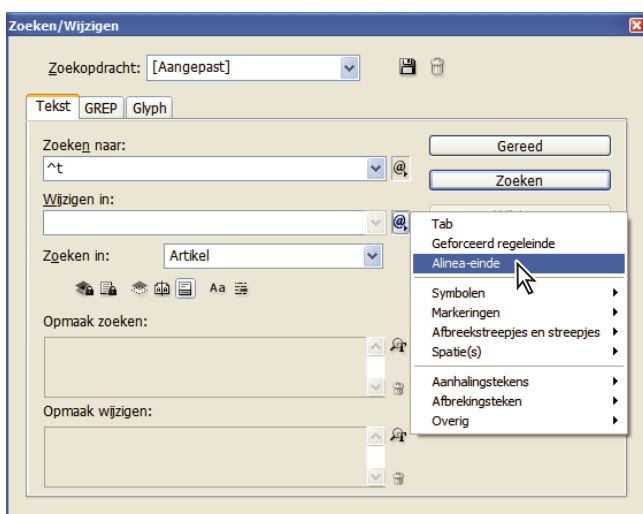 Zoeken/Wijzigen
Zoekopdracht: [Aangepast]
Tekst GREP Glyph
Zoeken naar:
^t
Gereed
Zoeken
Wijzigen in:
Zoeken in: Artikel
Aa
Opmaak zoeken:
Opmaak wijzigen:
Tab
Geforceerd regeleinde
Alinea-einde
Symbolen
Markeringen
Afbreekstreepjes en streepjes
Spatie(s)
Aanhalingstekens
Afbrekingsteken
Overig